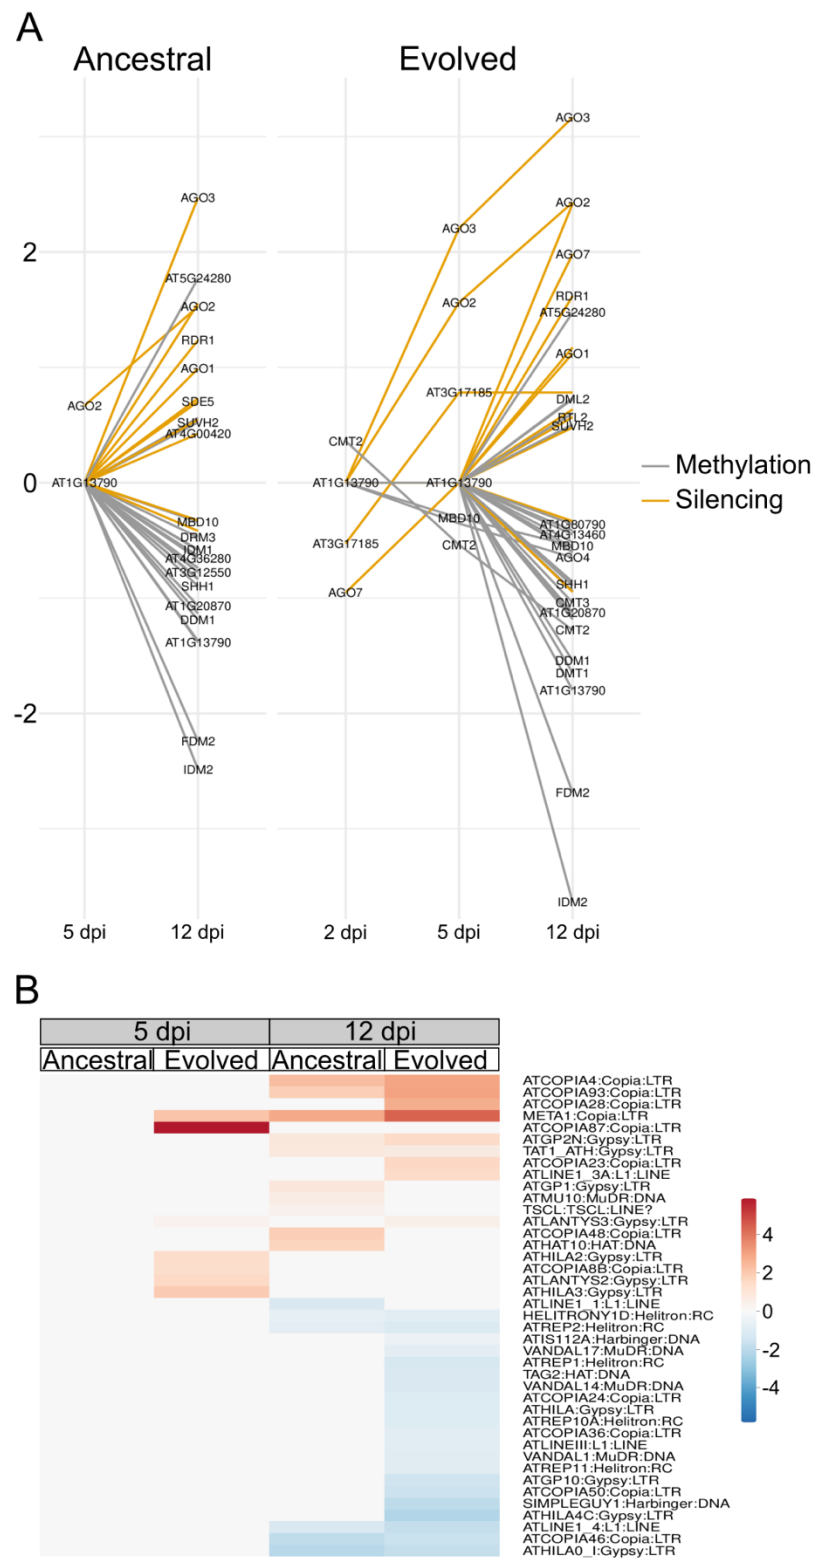 A
Ancestral
Evolved
AGO3
AGO3
AGO2
AGO3
2
AT5G24280
AGO2
AGO7
AGO2
RDR1
RDR1
AT5G24280
AGO1
AGO1
AGO2
SDE5
AT3G17185
DML2
SUVH2
RTL2
AT4G00420
SUVH2
CMT2
0
AT1G13790
AT1G13790
AT1G13790
MBD10
MBD10
AT1G80790
DRM3
AT4G13460
IDM1
AT3G17185
CMT2
MBD10
AT4G36280
AGO4
AT3G12550
SHH1
AGO7
SHH1
AT1G20870
CMT3
DDM1
AT1G20870
AT1G13790
CMT2
DDM1
DMT1
AT1G13790
-2
FDM2
IDM2
FDM2
IDM2
Methylation
Silencing
5 dpi
12 dpi
2 dpi
5 dpi
12 dpi
B
5 dpi
12 dpi
Ancestral
Evolved
Ancestral
Evolved
ATCOPIA4:Copia:LTR
ATCOPIA93:Copia:LTR
ATCOPIA28:Copia:LTR
META1:Copia:LTR
ATCOPIA87:Copia:LTR
ATGP2N:Gypsy:LTR
TAT1_ATH:Gypsy:LTR
ATCOPIA23:Copia:LTR
ATLINE1_3A:L1:LINE
ATGP1:Gypsy:LTR
ATMU10:MuDR:DNA
TSCL:TSCL:LINE?
ATLANTYS3:Gypsy:LTR
ATCOPIA48:Copia:LTR
ATHAT10:HAT:DNA
ATHILA2:Gypsy:LTR
ATCOPIA8B:Copia:LTR
ATLANTYS2:Gypsy:LTR
ATHILA3:Gypsy:LTR
ATLINE1_1:L1:LINE
HELITRONY1D:Helitron:RC
ATREP2:Helitron:RC
ATIS112A:Harbinger:DNA
VANDAL17:MuDR:DNA
ATREP1:Helitron:RC
TAG2:HAT:DNA
VANDAL14:MuDR:DNA
ATCOPIA24:Copia:LTR
ATHILA:Gypsy:LTR
ATREP10A:Helitron:RC
ATCOPIA36:Copia:LTR
ATLINEIII:L1:LINE
VANDAL1:MuDR:DNA
ATREP11:Helitron:RC
ATGP10:Gypsy:LTR
ATCOPIA50:Copia:LTR
SIMPLEGUY1:Harbinger:DNA
ATHILA4C:Gypsy:LTR
ATLINE1_4:L1:LINE
ATCOPIA46:Copia:LTR
ATHILA0_I:Gypsy:LTR
4
2
0
-2
-4